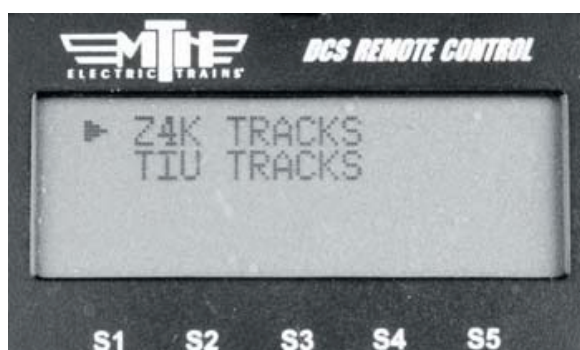 MTH
ELECTRIC TRAINS
DCS REMOTE CONTROL
Z4K TRACKS
TIU TRACKS
S1 S2 S3 S4 S5